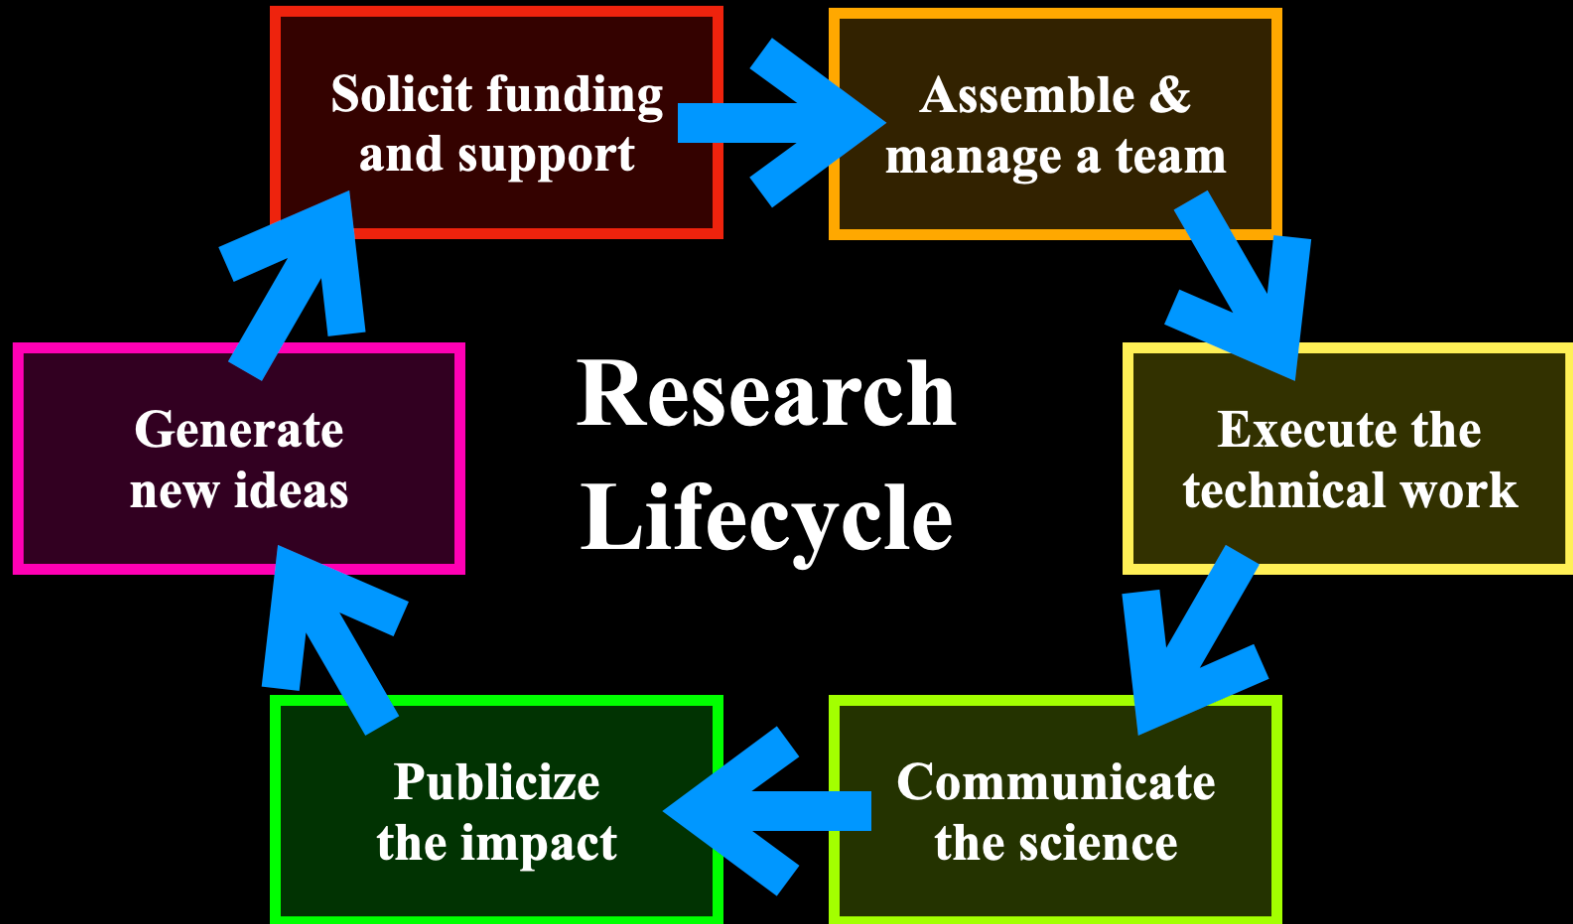 Solicit funding
and support
Assemble &
manage a team
Execute the
technical work
Communicate
the science
Publicize
the impact
Generate
new ideas
Research
Lifecycle